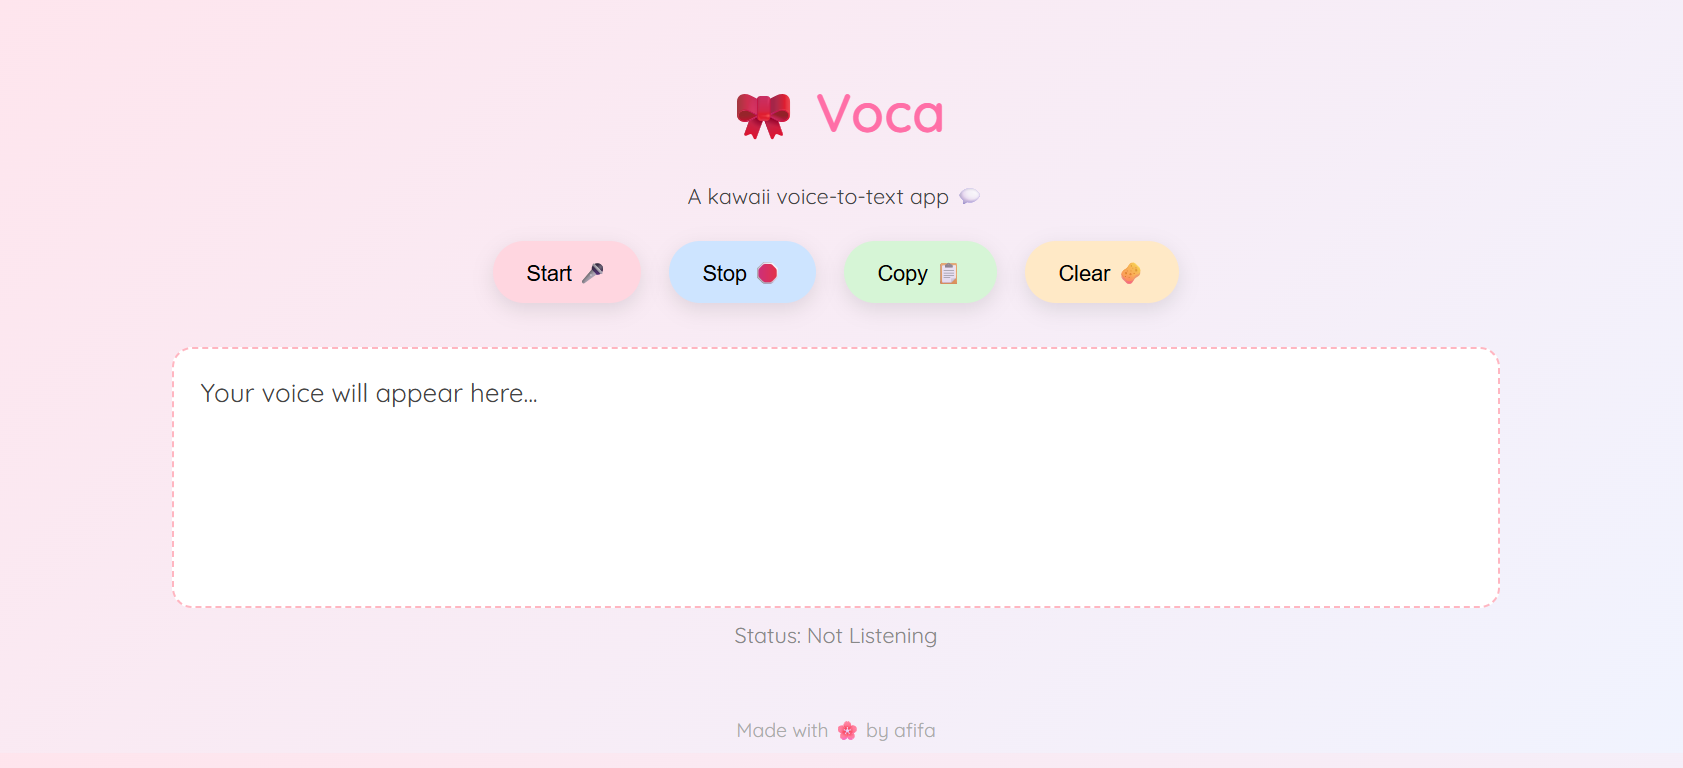 🎀 Voca
A kawaii voice-to-text app 💬
Start 🎤 Stop 🛑 Copy 📋 Clear 🧽
Your voice will appear here...
Status: Not Listening
Made with 🌸 by afifa